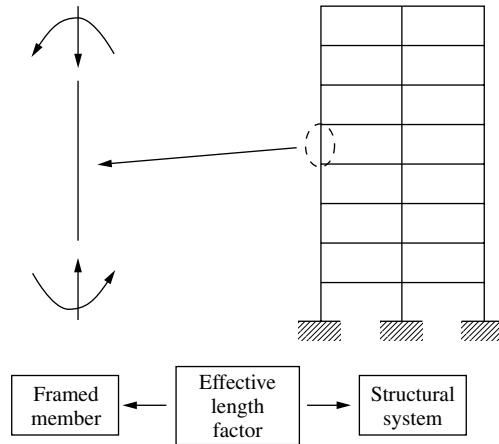 Framed
member
Effective
length
factor
Structural
system